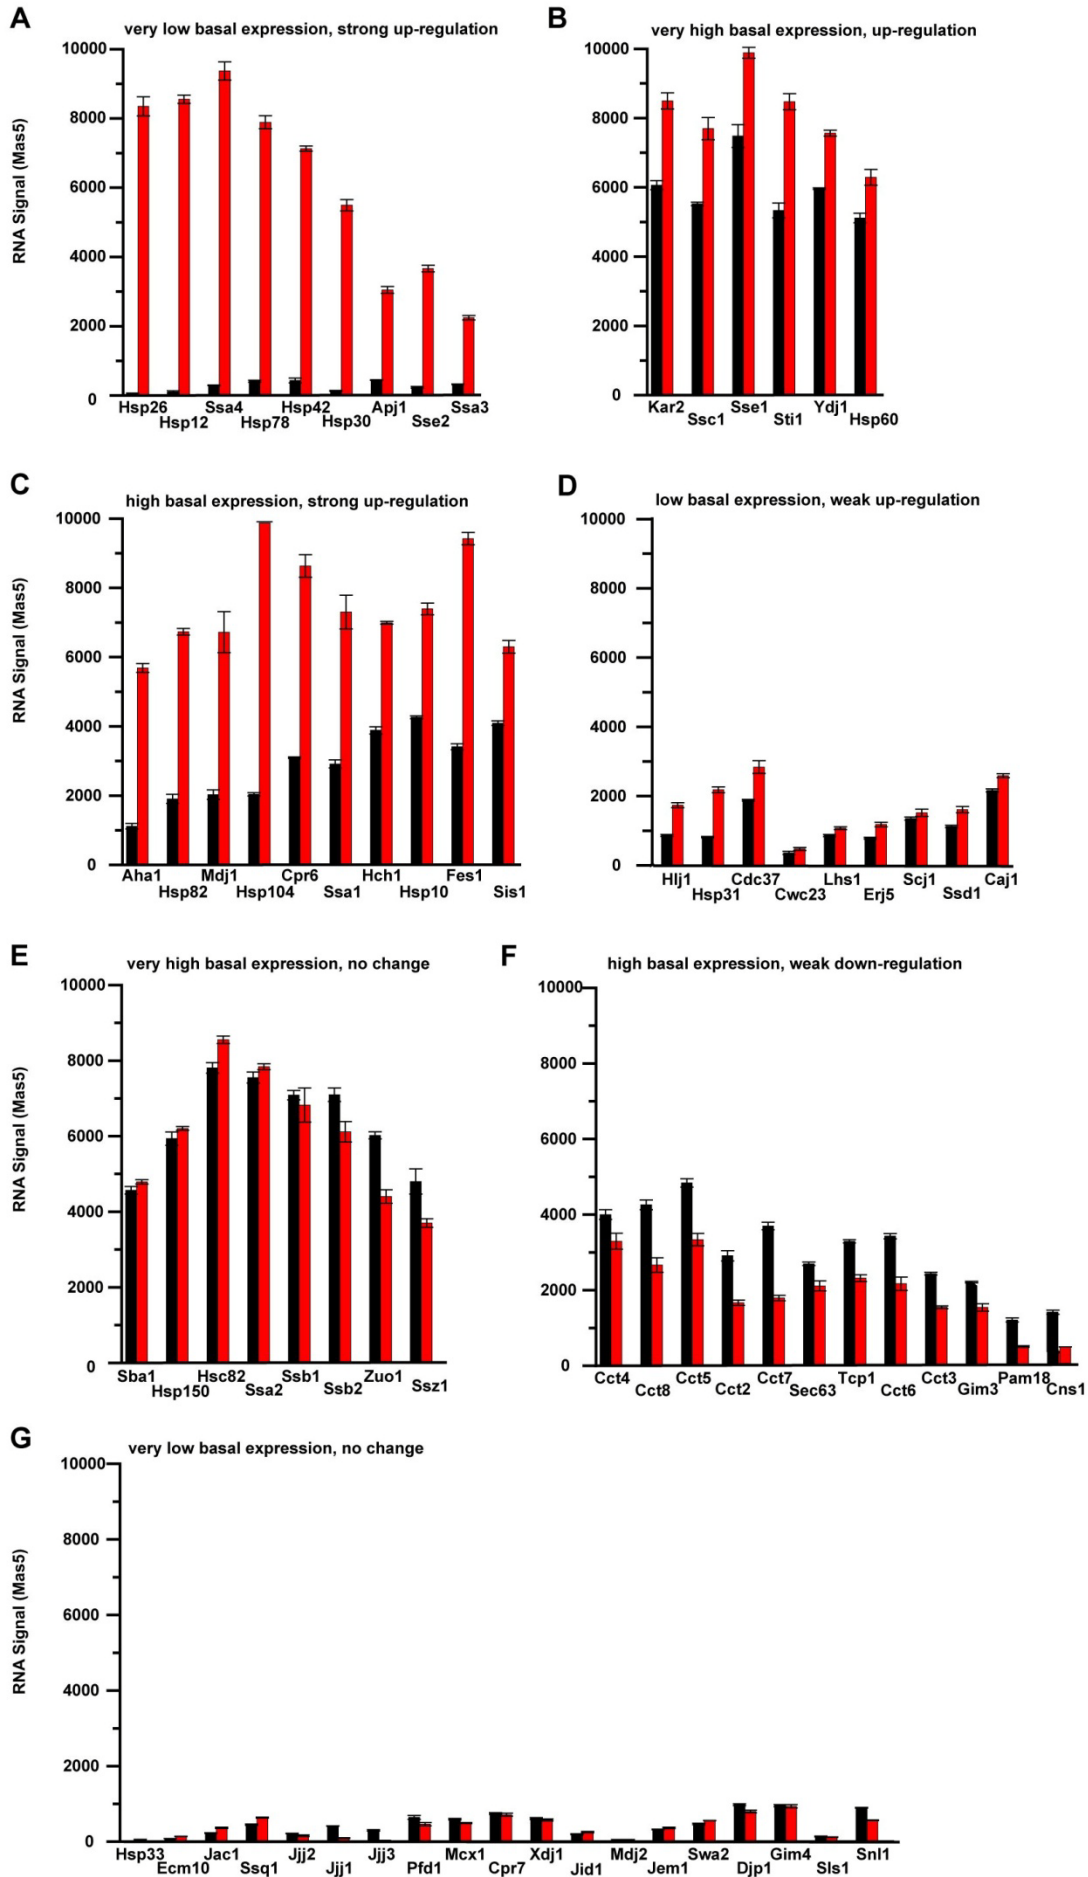 A
very low basal expression, strong up-regulation
RNA Signal (Mas5)
10000
8000
6000
4000
2000
0
Hsp26 Ssa4 Hsp42 Apj1 Ssa3
Hsp12 Hsp78 Hsp30 Sse2
B
very high basal expression, up-regulation
10000
8000
6000
4000
2000
0
Kar2 Sse1 Ydj1
Ssc1 Sti1 Hsp60
C
high basal expression, strong up-regulation
RNA Signal (Mas5)
10000
8000
6000
4000
2000
0
Aha1 Mdj1 Cpr6 Hch1 Fes1
Hsp82 Hsp104 Ssa1 Hsp10 Sis1
D
low basal expression, weak up-regulation
10000
8000
6000
4000
2000
0
Hlj1 Cdc37 Lhs1 Scj1 Caj1
Hsp31 Cwc23 Erj5 Ssd1
E
very high basal expression, no change
RNA Signal (Mas5)
10000
8000
6000
4000
2000
0
Sba1 Hsc82 Ssb1 Zuo1
Hsp150 Ssa2 Ssb2 Ssz1
F
high basal expression, weak down-regulation
10000
8000
6000
4000
2000
0
Cct4 Cct5 Cct7 Tcp1 Cct3 Pam18
Cct8 Cct2 Sec63 Cct6 Gim3 Cns1
G
very low basal expression, no change
RNA Signal (Mas5)
10000
8000
6000
4000
2000
0
Hsp33 Jac1 Jjj2 Jjj3 Mcx1 Xdj1 Mdj2 Swa2 Gim4 Snl1
Ecm10 Ssq1 Jjj1 Pfd1 Cpr7 Jid1 Jem1 Djp1 Sls1